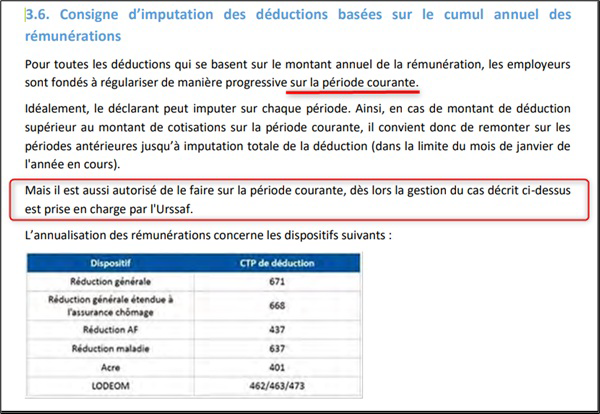 3.6. Consigne d'imputation des déductions basées sur le cumul annuel des
rémunérations
Pour toutes les déductions qui se basent sur le montant annuel de la rémunération, les employeurs
sont fondés à régulariser de manière progressive sur la période courante.
Idéalement, le déclarant peut imputer sur chaque période. Ainsi, en cas de montant de déduction
supérieur au montant de cotisations sur la période courante, il convient donc de remonter sur les
périodes antérieures jusqu'à imputation totale de la déduction (dans la limite du mois de janvier de
l'année en cours).
Mais il est aussi autorisé de le faire sur la période courante, dès lors la gestion du cas décrit ci-dessus
est prise en charge par l'Urssaf.
L'annualisation des rémunérations concerne les dispositifs suivants :
Dispositif CTP de déduction
Réduction générale 671
Réduction générale étendue à
l'assurance chômage 668
Réduction AF 437
Réduction maladie 637
Acre 401
LODEOM 462/463/473